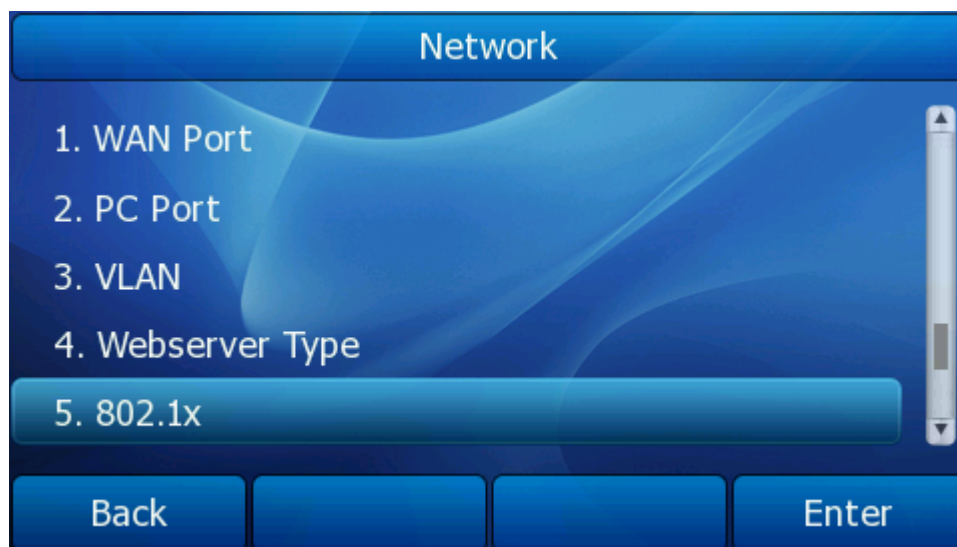 Network
1. WAN Port
2. PC Port
3. VLAN
4. Webserver Type
5. 802.1x
Back Enter